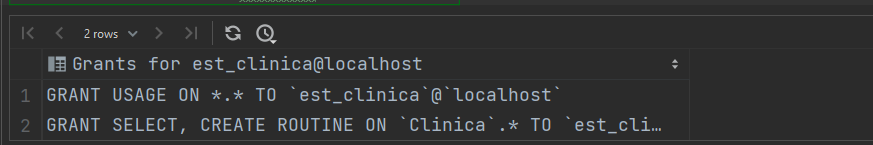 2 rows
Grants for est_clinica@localhost
1 GRANT USAGE ON *.* TO `est_clinica`@`localhost`
2 GRANT SELECT, CREATE ROUTINE ON `Clinica`.* TO `est_cli…